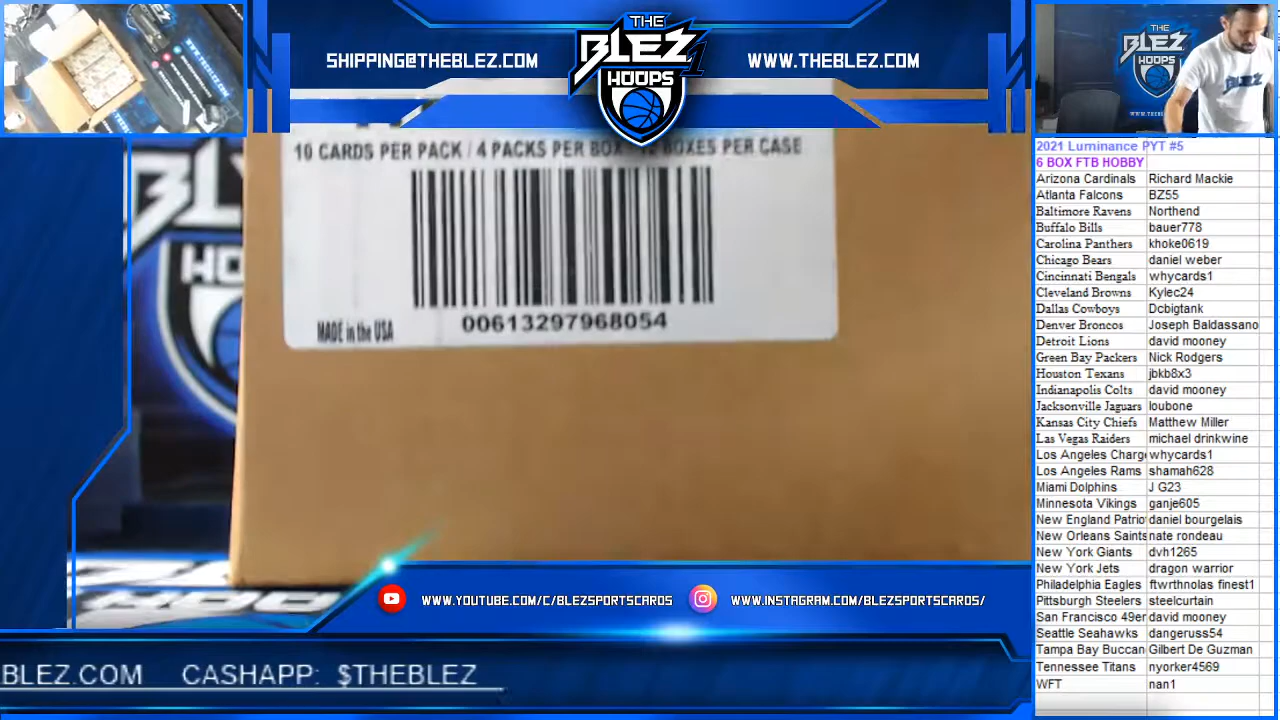 SHIPPING@THEBLEZ.COM
THE
BLEZ
HOOPS
WWW.THEBLEZ.COM
THE
BLEZ
HOOPS
10 CARDS PER PACK / 4 PACKS PER BOX BOXES PER CASE
MADE in the USA
00613297968054
2021 Luminance PYT #5
6 BOX FTB HOBBY
Arizona Cardinals Richard Mackie
Atlanta Falcons BZ55
Baltimore Ravens Northend
Buffalo Bills bauer778
Carolina Panthers khoke0619
Chicago Bears daniel weber
Cincinnati Bengals whycards1
Cleveland Browns Kylec24
Dallas Cowboys Dcbigtank
Denver Broncos Joseph Baldassano
Detroit Lions david mooney
Green Bay Packers Nick Rodgers
Houston Texans jbkb8x3
Indianapolis Colts david mooney
Jacksonville Jaguars loubone
Kansas City Chiefs Matthew Miller
Las Vegas Raiders michael drinkwine
Los Angeles Charg whycards1
Los Angeles Rams shamah628
Miami Dolphins J G23
Minnesota Vikings ganje605
New England Patrio daniel bourgelais
New Orleans Saints nate rondeau
New York Giants dvh1265
New York Jets dragon warrior
Philadelphia Eagles ftwrthnolas finest1
Pittsburgh Steelers steelcurtain
San Francisco 49er david mooney
Seattle Seahawks dangeruss54
Tampa Bay Buccan Gilbert De Guzman
Tennessee Titans nyorker4569
WFT nan1
WWW.YOUTUBE.COM/C/BLEZSPORTSCARDS
WWW.INSTAGRAM.COM/BLEZSPORTSCARDS/
BLEZ.COM CASHAPP: $THEBLEZ